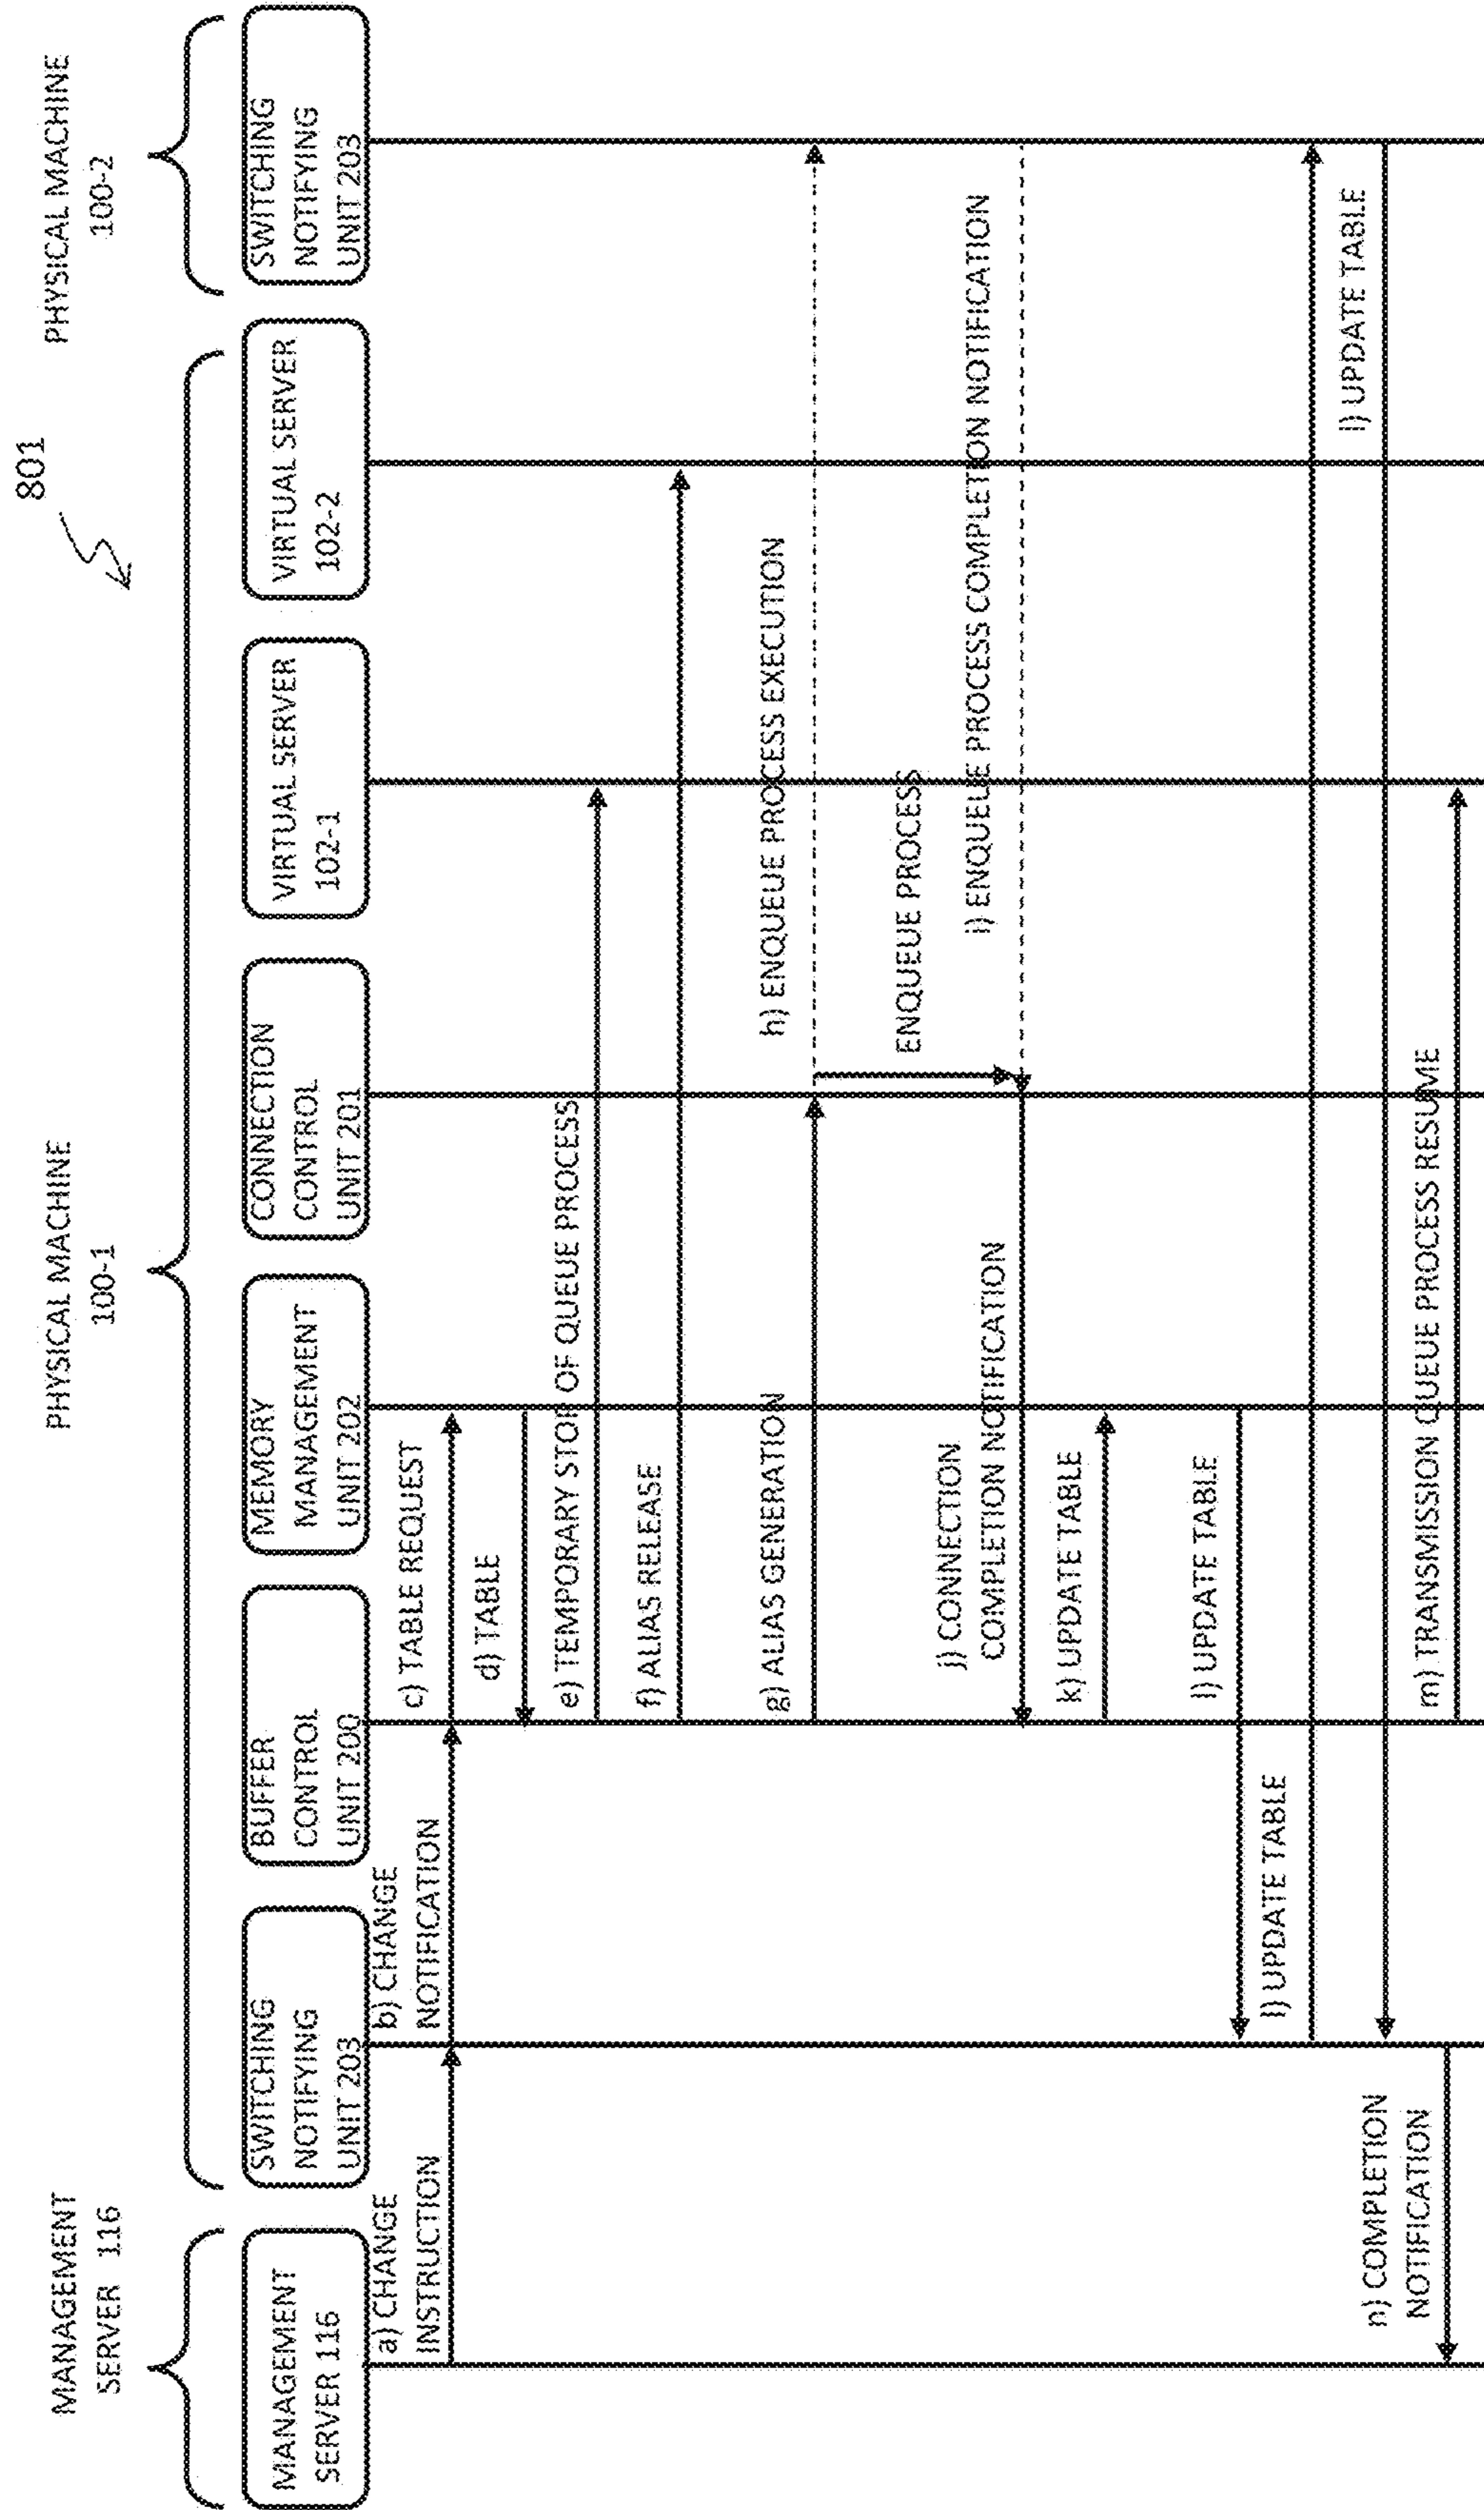 801
MANAGEMENT
SERVER 116
PHYSICAL MACHINE
100-1
PHYSICAL MACHINE
100-2
MANAGEMENT
SERVER 116
SWITCHING
NOTIFYING
UNIT 203
BUFFER
CONTROL
UNIT 200
MEMORY
MANAGEMENT
UNIT 202
CONNECTION
CONTROL
UNIT 201
VIRTUAL SERVER
102-1
VIRTUAL SERVER
102-2
SWITCHING
NOTIFYING
UNIT 203
a) CHANGE
INSTRUCTION
b) CHANGE
NOTIFICATION
c) TABLE REQUEST
d) TABLE
e) TEMPORARY STOP OF QUEUE PROCESS
f) ALIAS RELEASE
g) ALIAS GENERATION
h) ENQUEUE PROCESS EXECUTION
ENQUEUE PROCESS
i) ENQUEUE PROCESS COMPLETION NOTIFICATION
j) CONNECTION
COMPLETION NOTIFICATION
k) UPDATE TABLE
l) UPDATE TABLE
l) UPDATE TABLE
l) UPDATE TABLE
m) TRANSMISSION QUEUE PROCESS RESUME
n) COMPLETION
NOTIFICATION